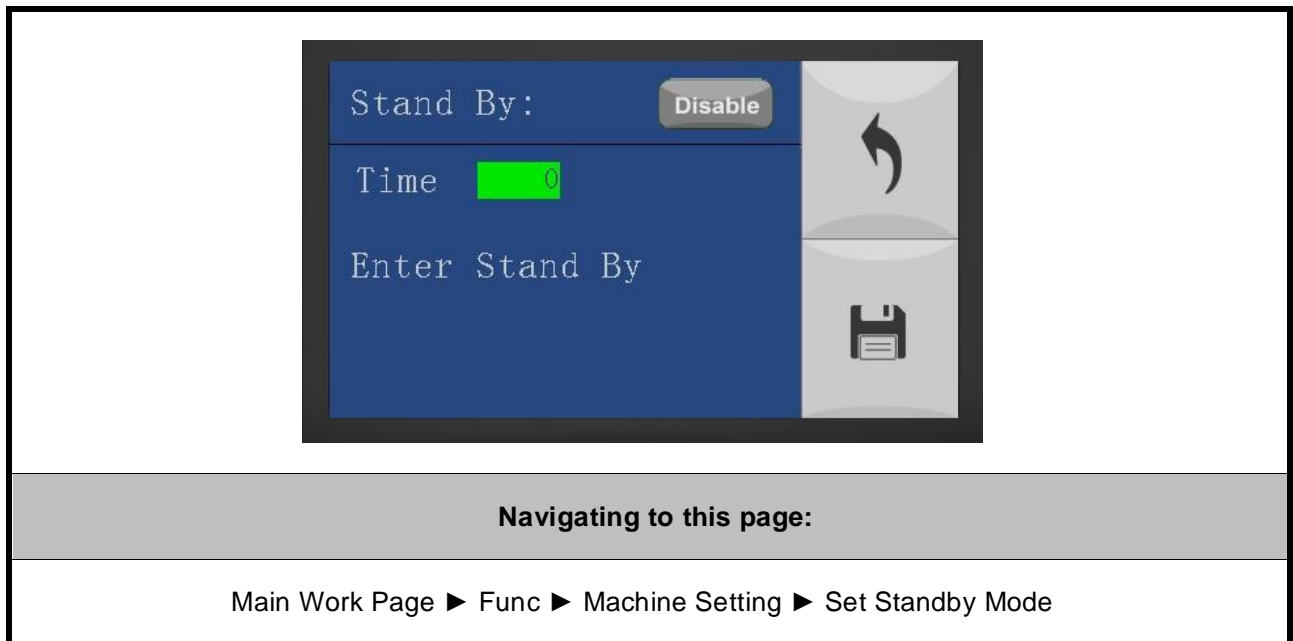 Stand By: Disable
Time 0
Enter Stand By
Navigating to this page:
Main Work Page ► Func ► Machine Setting ► Set Standby Mode